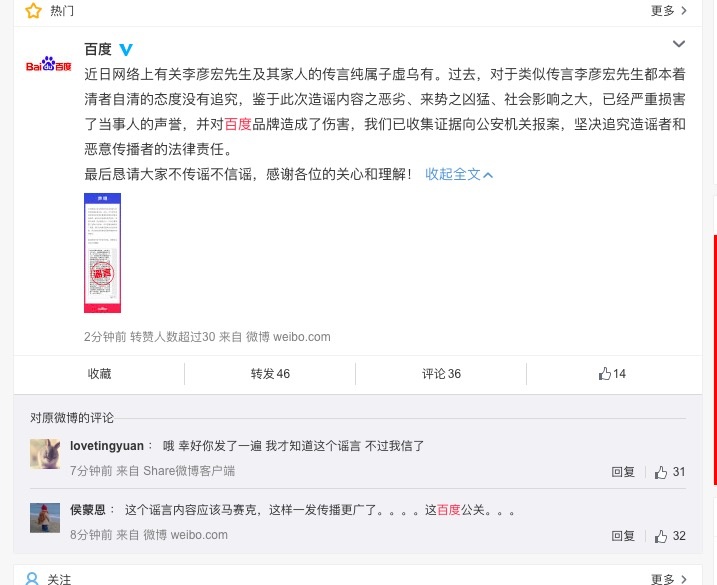 热门
更多
百度
Bai 百度
近日网络上有关李彦宏先生及其家人的传言纯属子虚乌有。过去，对于类似传言李彦宏先生都本着
清者自清的态度没有追究，鉴于此次造谣内容之恶劣、来势之凶猛、社会影响之大，已经严重损害
了当事人的声誉，并对百度品牌造成了伤害，我们已收集证据向公安机关报案，坚决追究造谣者和
恶意传播者的法律责任。
最后恳请大家不传谣不信谣，感谢各位的关心和理解！ 收起全文
2分钟前 转赞人数超过30 来自 微博 weibo.com
收藏
转发 46
评论 36
14
对原微博的评论
lovetingyuan： 哦 幸好你发了一遍 我才知道这个谣言 不过我信了
7分钟前 来自 Share微博客户端
回复
31
侯蒙恩： 这个谣言内容应该马赛克，这样一发传播更广了。。。。这百度公关。。。
8分钟前 来自 微博 weibo.com
回复
32
关注
更多